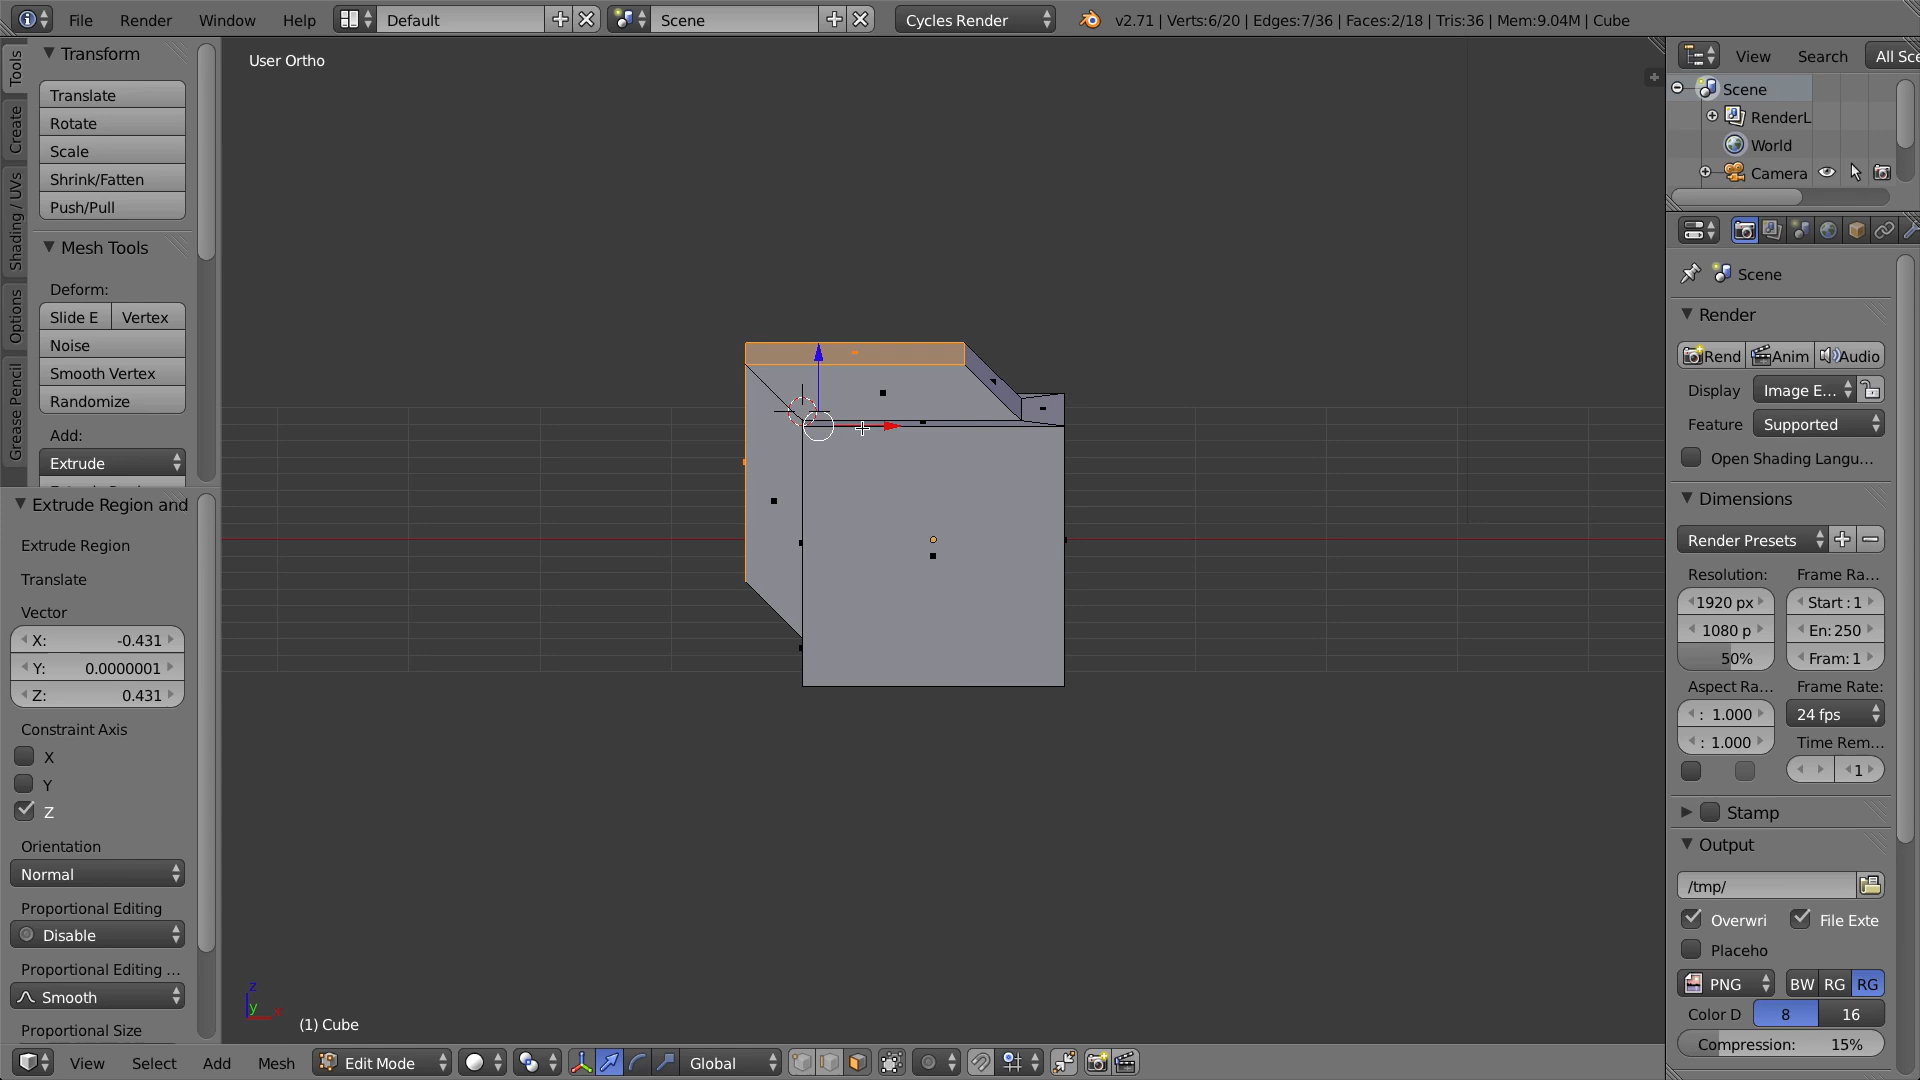 File Render Window Help Default Scene Cycles Render v2.71 | Verts:6/20 | Edges:7/36 | Faces:2/18 | Tris:36 | Mem:9.04M | Cube
Tools
Create
Shading / UVs
Options
Grease Pencil
Transform
Translate
Rotate
Scale
Shrink/Fatten
Push/Pull
Mesh Tools
Deform:
Slide E Vertex
Noise
Smooth Vertex
Randomize
Add:
Extrude
Extrude Region and
Extrude Region
Translate
Vector
X: -0.431
Y: 0.0000001
Z: 0.431
Constraint Axis
X
Y
Z
Orientation
Normal
Proportional Editing
Disable
Proportional Editing ...
Smooth
Proportional Size
User Ortho
z
y
x
(1) Cube
View Select Add Mesh Edit Mode Global
View Search All Sce
Scene
RenderL
World
Camera
Scene
Render
Rend Anim Audio
Display Image E...
Feature Supported
Open Shading Langu...
Dimensions
Render Presets
Resolution: Frame Ra...
1920 px Start : 1
1080 p En: 250
50% Fram: 1
Aspect Ra... Frame Rate:
: 1.000 24 fps
: 1.000 Time Rem...
1
Stamp
Output
/tmp/
Overwri File Exte
Placeho
PNG BW RG RG
Color D 8 16
Compression: 15%